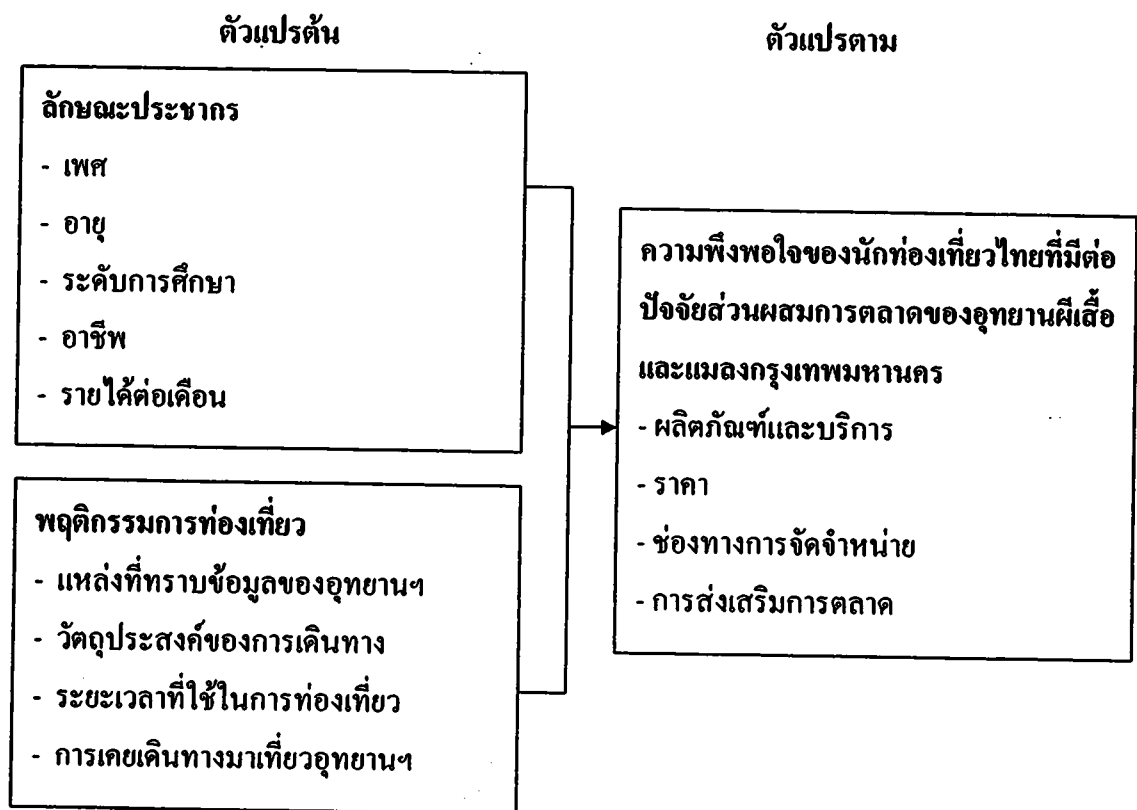 ตัวแปรต้น
ตัวแปรตาม
ลักษณะประชากร
- เพศ
- อายุ
- ระดับการศึกษา
- อาชีพ
- รายได้ต่อเดือน
พฤติกรรมการท่องเที่ยว
- แหล่งที่ทราบข้อมูลของอุทยานฯ
- วัตถุประสงค์ของการเดินทาง
- ระยะเวลาที่ใช้ในการท่องเที่ยว
- การเคยเดินทางมาเที่ยวอุทยานฯ
ความพึงพอใจของนักท่องเที่ยวไทยที่มีต่อ
ปัจจัยส่วนผสมการตลาดของอุทยานผีเสื้อ
และแมลงกรุงเทพมหานคร
- ผลิตภัณฑ์และบริการ
- ราคา
- ช่องทางการจัดจำหน่าย
- การส่งเสริมการตลาด